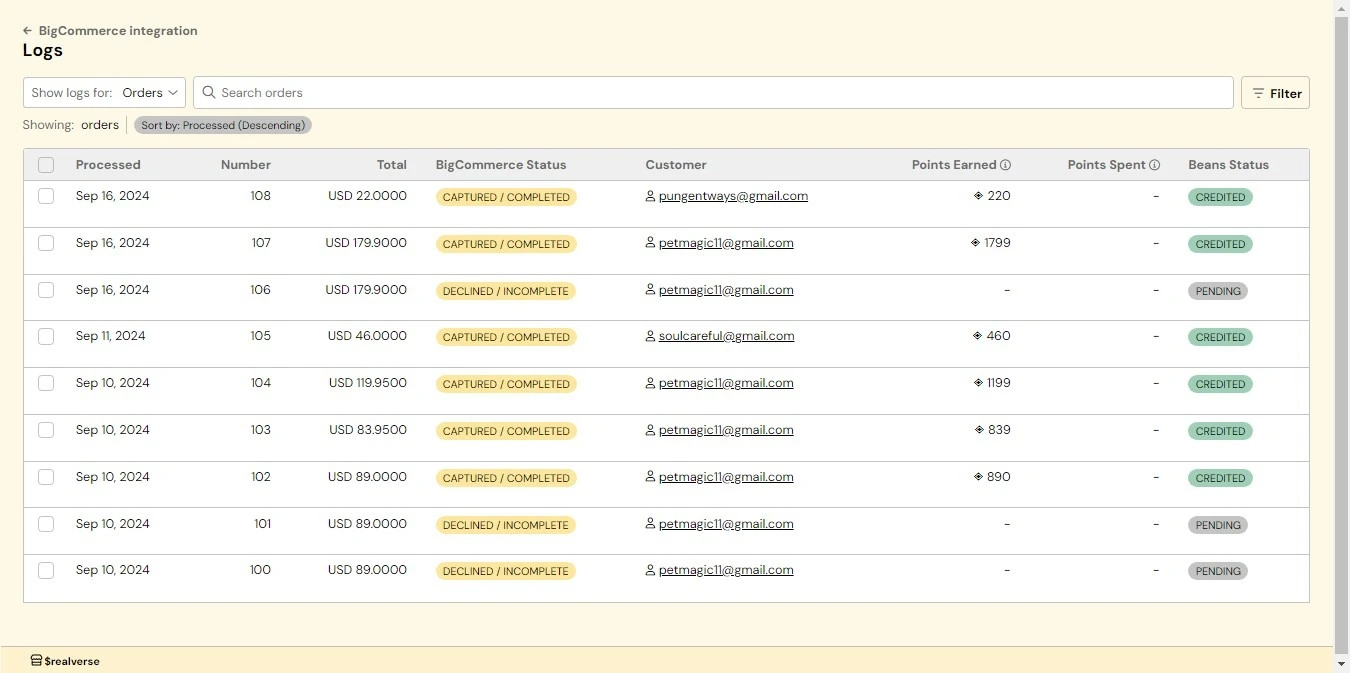 ← BigCommerce integration
Logs
Show logs for: Orders
Search orders
Filter
Showing: orders Sort by: Processed (Descending)
Processed Number Total BigCommerce Status Customer Points Earned Points Spent Beans Status
Sep 16, 2024 108 USD 22.0000 CAPTURED / COMPLETED pungentways@gmail.com 220 - CREDITED
Sep 16, 2024 107 USD 179.9000 CAPTURED / COMPLETED petmagic11@gmail.com 1799 - CREDITED
Sep 16, 2024 106 USD 179.9000 DECLINED / INCOMPLETE petmagic11@gmail.com - - PENDING
Sep 11, 2024 105 USD 46.0000 CAPTURED / COMPLETED soulcareful@gmail.com 460 - CREDITED
Sep 10, 2024 104 USD 119.9500 CAPTURED / COMPLETED petmagic11@gmail.com 1199 - CREDITED
Sep 10, 2024 103 USD 83.9500 CAPTURED / COMPLETED petmagic11@gmail.com 839 - CREDITED
Sep 10, 2024 102 USD 89.0000 CAPTURED / COMPLETED petmagic11@gmail.com 890 - CREDITED
Sep 10, 2024 101 USD 89.0000 DECLINED / INCOMPLETE petmagic11@gmail.com - - PENDING
Sep 10, 2024 100 USD 89.0000 DECLINED / INCOMPLETE petmagic11@gmail.com - - PENDING
$realverse